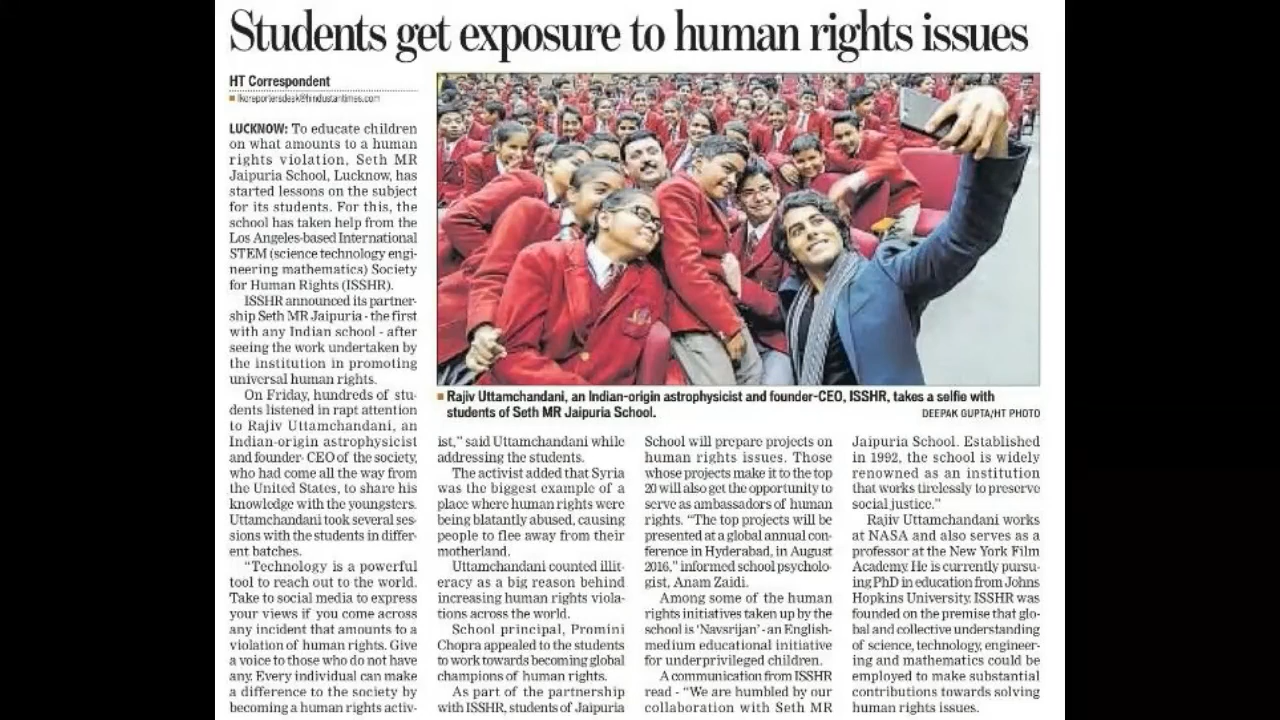 Students get exposure to human rights issues
HT Correspondent
lkoreportersdesk@hindustantimes.com
LUCKNOW: To educate children
on what amounts to a human
rights violation, Seth MR
Jaipuria School, Lucknow, has
started lessons on the subject
for its students. For this, the
school has taken help from the
Los Angeles-based International
STEM (science technology engi-
neering mathematics) Society
for Human Rights (ISSHR).
ISSHR announced its partner-
ship Seth MR Jaipuria - the first
with any Indian school - after
seeing the work undertaken by
the institution in promoting
universal human rights.
On Friday, hundreds of stu-
dents listened in rapt attention
to Rajiv Uttamchandani, an
Indian-origin astrophysicist
and founder- CEO of the society,
who had come all the way from
the United States, to share his
knowledge with the youngsters.
Uttamchandani took several ses-
sions with the students in differ-
ent batches.
"Technology is a powerful
tool to reach out to the world.
Take to social media to express
your views if you come across
any incident that amounts to a
violation of human rights. Give
a voice to those who do not have
any. Every individual can make
a difference to the society by
becoming a human rights activ-
Rajiv Uttamchandani, an Indian-origin astrophysicist and founder-CEO, ISSHR, takes a selfie with
students of Seth MR Jaipuria School.
DEEPAK GUPTA/HT PHOTO
ist," said Uttamchandani while
addressing the students.
The activist added that Syria
was the biggest example of a
place where human rights were
being blatantly abused, causing
people to flee away from their
motherland.
Uttamchandani counted illit-
eracy as a big reason behind
increasing human rights viola-
tions across the world.
School principal, Promini
Chopra appealed to the students
to work towards becoming global
champions of human rights.
As part of the partnership
with ISSHR, students of Jaipuria
School will prepare projects on
human rights issues. Those
whose projects make it to the top
20 will also get the opportunity to
serve as ambassadors of human
rights. "The top projects will be
presented at a global annual con-
ference in Hyderabad, in August
2016," informed school psycholo-
gist, Anam Zaidi.
Among some of the human
rights initiatives taken up by the
school is 'Navsrijan' - an English-
medium educational initiative
for underprivileged children.
A communication from ISSHR
read - "We are humbled by our
collaboration with Seth MR
Jaipuria School. Established
in 1992, the school is widely
renowned as an institution
that works tirelessly to preserve
social justice."
Rajiv Uttamchandani works
at NASA and also serves as a
professor at the New York Film
Academy. He is currently pursu-
ing PhD in education from Johns
Hopkins University. ISSHR was
founded on the premise that glo-
bal and collective understanding
of science, technology, engineer-
ing and mathematics could be
employed to make substantial
contributions towards solving
human rights issues.